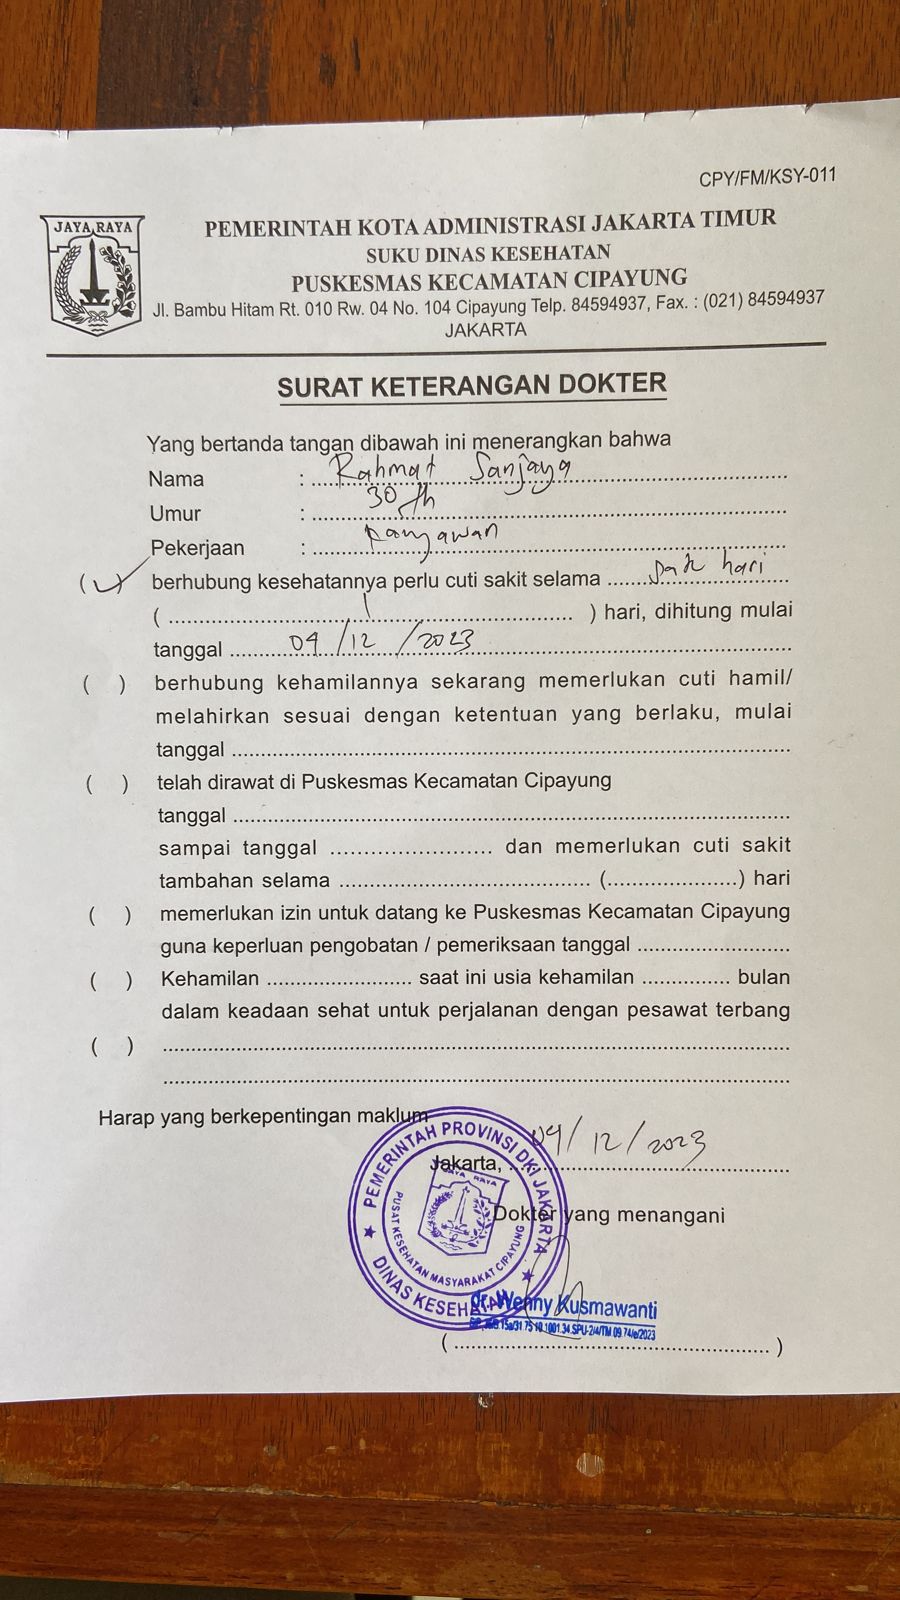 CPY/FM/KSY-011
JAYA RAYA
PEMERINTAH KOTA ADMINISTRASI JAKARTA TIMUR
SUKU DINAS KESEHATAN
PUSKESMAS KECAMATAN CIPAYUNG
Jl. Bambu Hitam Rt. 010 Rw. 04 No. 104 Cipayung Telp. 84594937, Fax. : (021) 84594937
JAKARTA
SURAT KETERANGAN DOKTER
Yang bertanda tangan dibawah ini menerangkan bahwa
Nama : Rahmat Sanjaya
Umur : 30 th
Pekerjaan : karyawan
(✓) berhubung kesehatannya perlu cuti sakit selama ........ hari
( ........ 1 ........ ) hari, dihitung mulai
tanggal 04/12/2023
( ) berhubung kehamilannya sekarang memerlukan cuti hamil/
melahirkan sesuai dengan ketentuan yang berlaku, mulai
tanggal ........
( ) telah dirawat di Puskesmas Kecamatan Cipayung
tanggal ........
sampai tanggal ........ dan memerlukan cuti sakit
tambahan selama ........ (........) hari
( ) memerlukan izin untuk datang ke Puskesmas Kecamatan Cipayung
guna keperluan pengobatan / pemeriksaan tanggal ........
( ) Kehamilan ........ saat ini usia kehamilan ........ bulan
dalam keadaan sehat untuk perjalanan dengan pesawat terbang
( ) ........
Harap yang berkepentingan maklum
Jakarta, 04/12/2023
Dokter yang menangani
PEMERINTAH PROVINSI DKI JAKARTA
JAYA RAYA
PUSAT KESEHATAN MASYARAKAT CIPAYUNG
DINAS KESEHATAN
dr. Wenny Kusmawanti
( ........ )